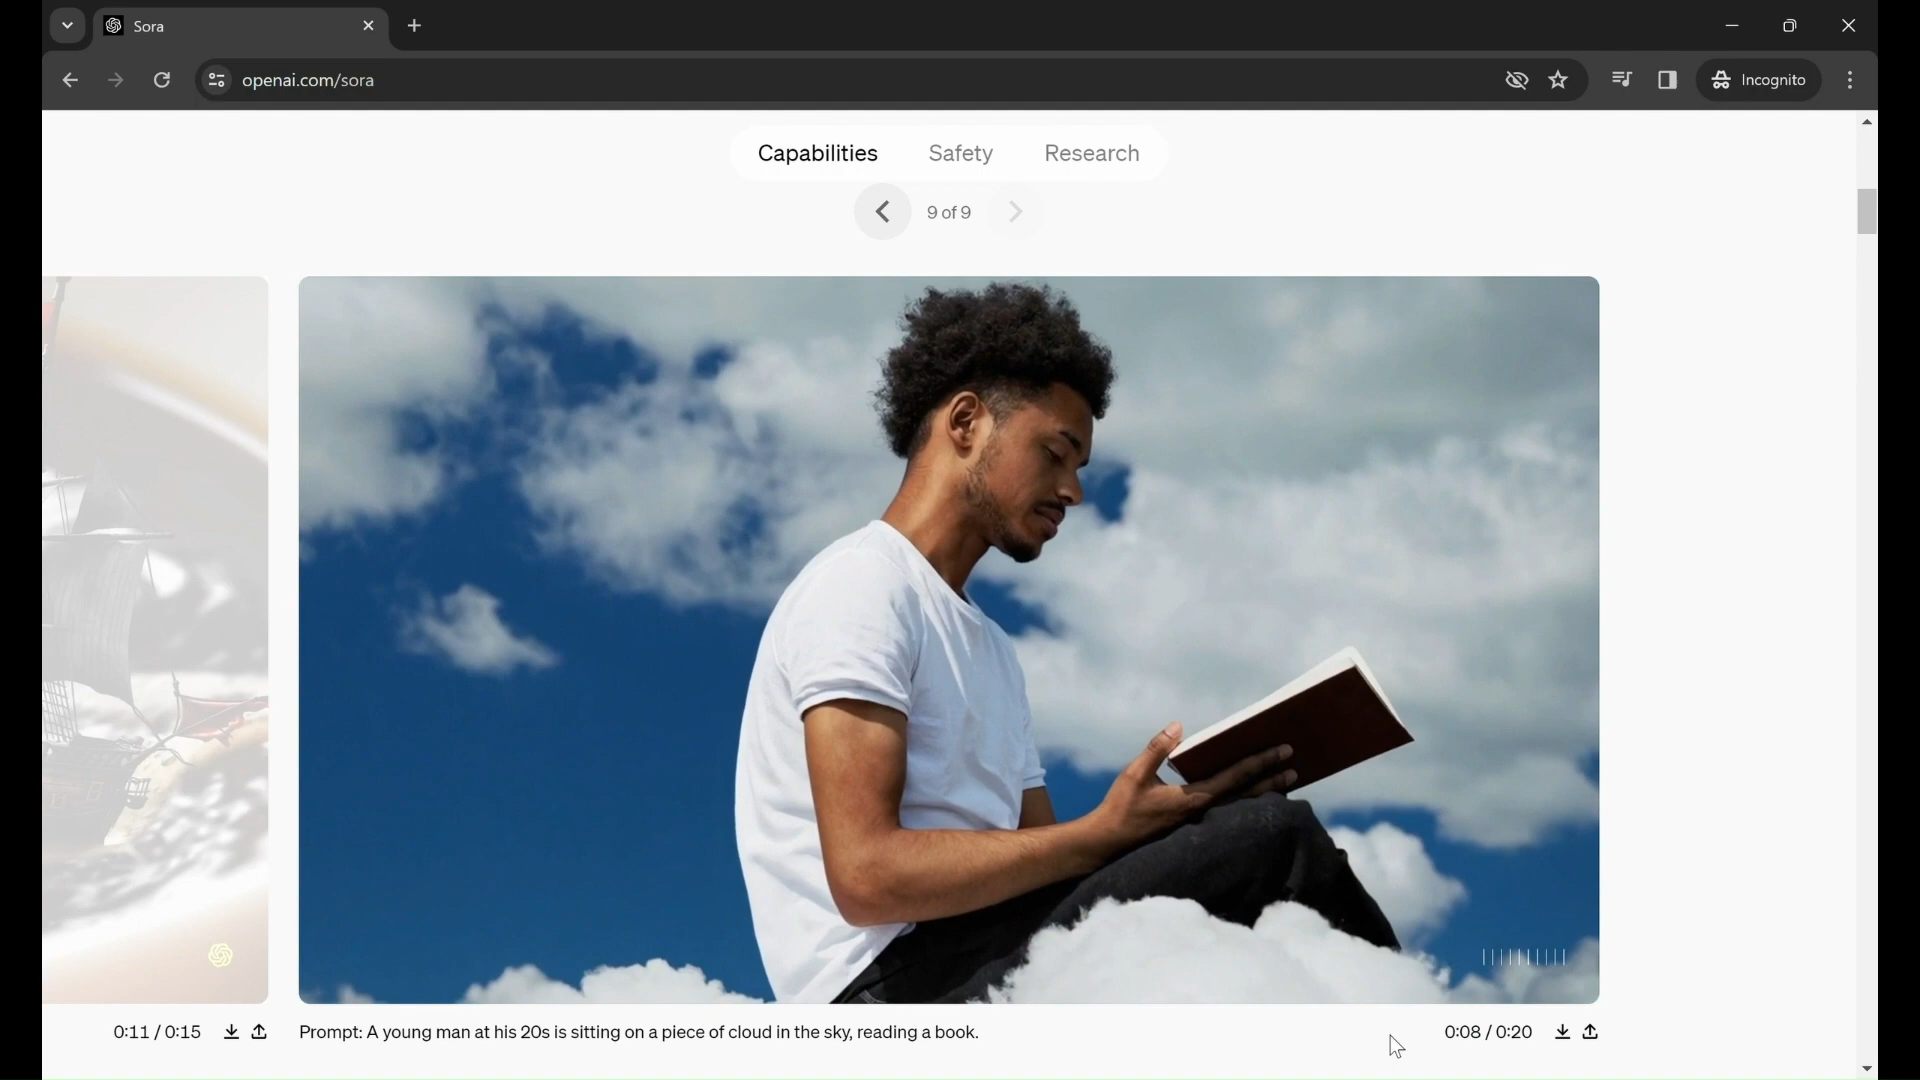 Sora
openai.com/sora
Incognito
Capabilities Safety Research
9 of 9
0:11 / 0:15
Prompt: A young man at his 20s is sitting on a piece of cloud in the sky, reading a book.
0:08 / 0:20